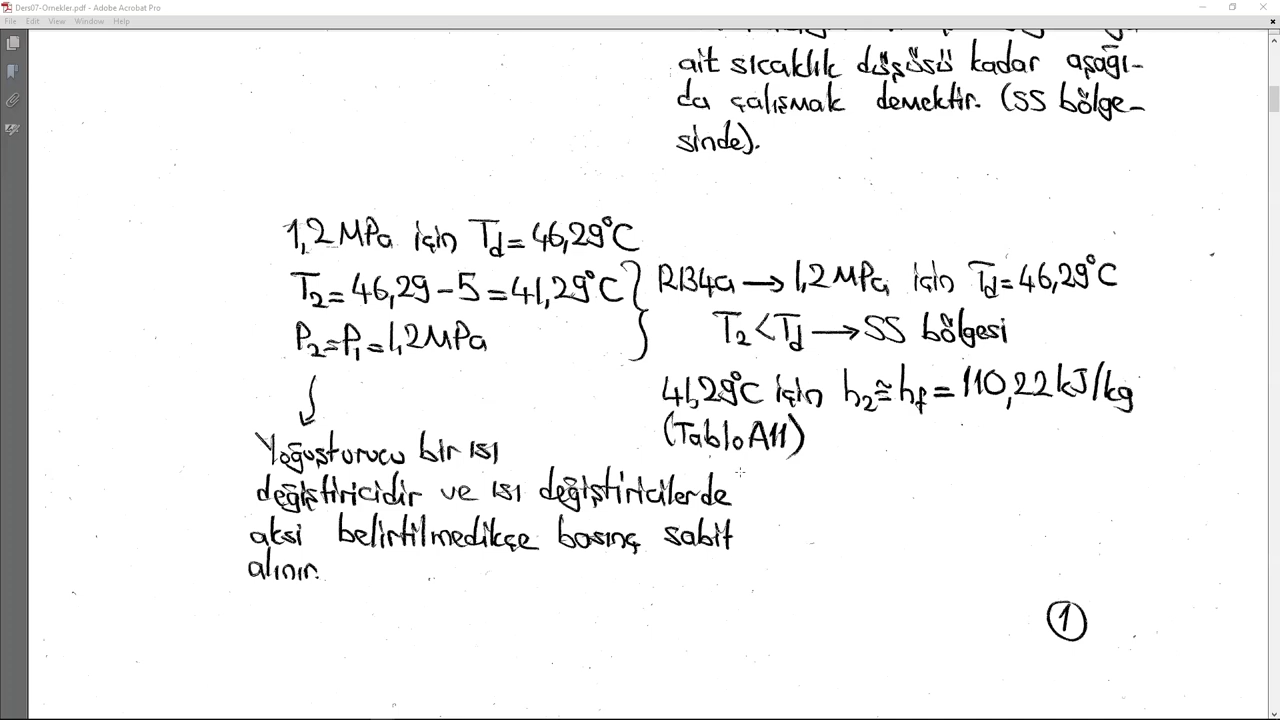 Ders07-Ornekler.pdf - Adobe Acrobat Pro
File Edit View Window Help
ait sıcaklık düşüşü kadar aşağı-
da çalışmak demektir. (SS bölge-
sinde).
1,2 MPa için Td = 46,29°C
T2 = 46,29 - 5 = 41,29°C
P2 = P1 = 1,2 MPa
R134a → 1,2 MPa için Td = 46,29°C
T2 < Td → SS bölgesi
41,29°C için h2 ≅ hf = 110,22 kJ/kg
(Tablo A11)
Yoğuşturucu bir ısı
değiştiricidir ve ısı değiştiricilerde
aksi belirtilmedikçe basınç sabit
alınır.
1